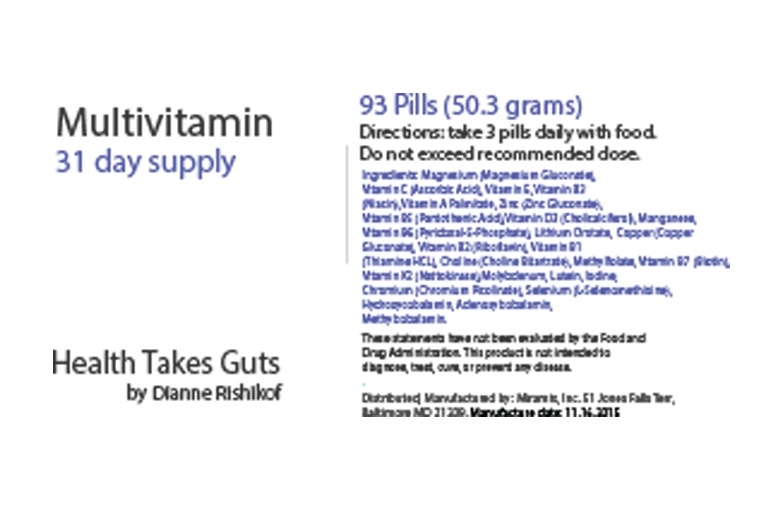 Multivitamin
31 day supply
Health Takes Guts
by Dianne Rishikof
93 Pills (50.3 grams)
Directions: take 3 pills daily with food.
Do not exceed recommended dose.
Ingredients: Magnesium (Magnesium Gluconate),
Vitamin C (Ascorbic Acid), Vitamin E, Vitamin B3
(Niacin), Vitamin A Palmitate, Zinc (Zinc Gluconate),
Vitamin B5 (Pantothenic Acid), Vitamin D3 (Cholicalciferol), Manganese,
Vitamin B6 (Pyridoxal-5-Phosphate), Lithium Orotate, Copper (Copper
Gluconate), Vitamin B2 (Riboflavin), Vitamin B1
(Thiamine HCL), Choline (Choline Bitartrate), Methyl folate, Vitamin B7 (Biotin),
Vitamin K2 (Nattokinase) Molybdenum, Lutein, Iodine,
Chromium (Chromium Picolinate), Selenium (L-Selenomethionine),
Hydroxycobalamin, Adenosylcobalamin,
Methylcobalamin.
These statements have not been evaluated by the Food and
Drug Administration. This product is not intended to
diagnose, treat, cure, or prevent any disease.
Distributed, Manufactured by: Inc. 51 Jones Falls Terr,
Baltimore MD 21209. Manufacture date: 11.16.2015